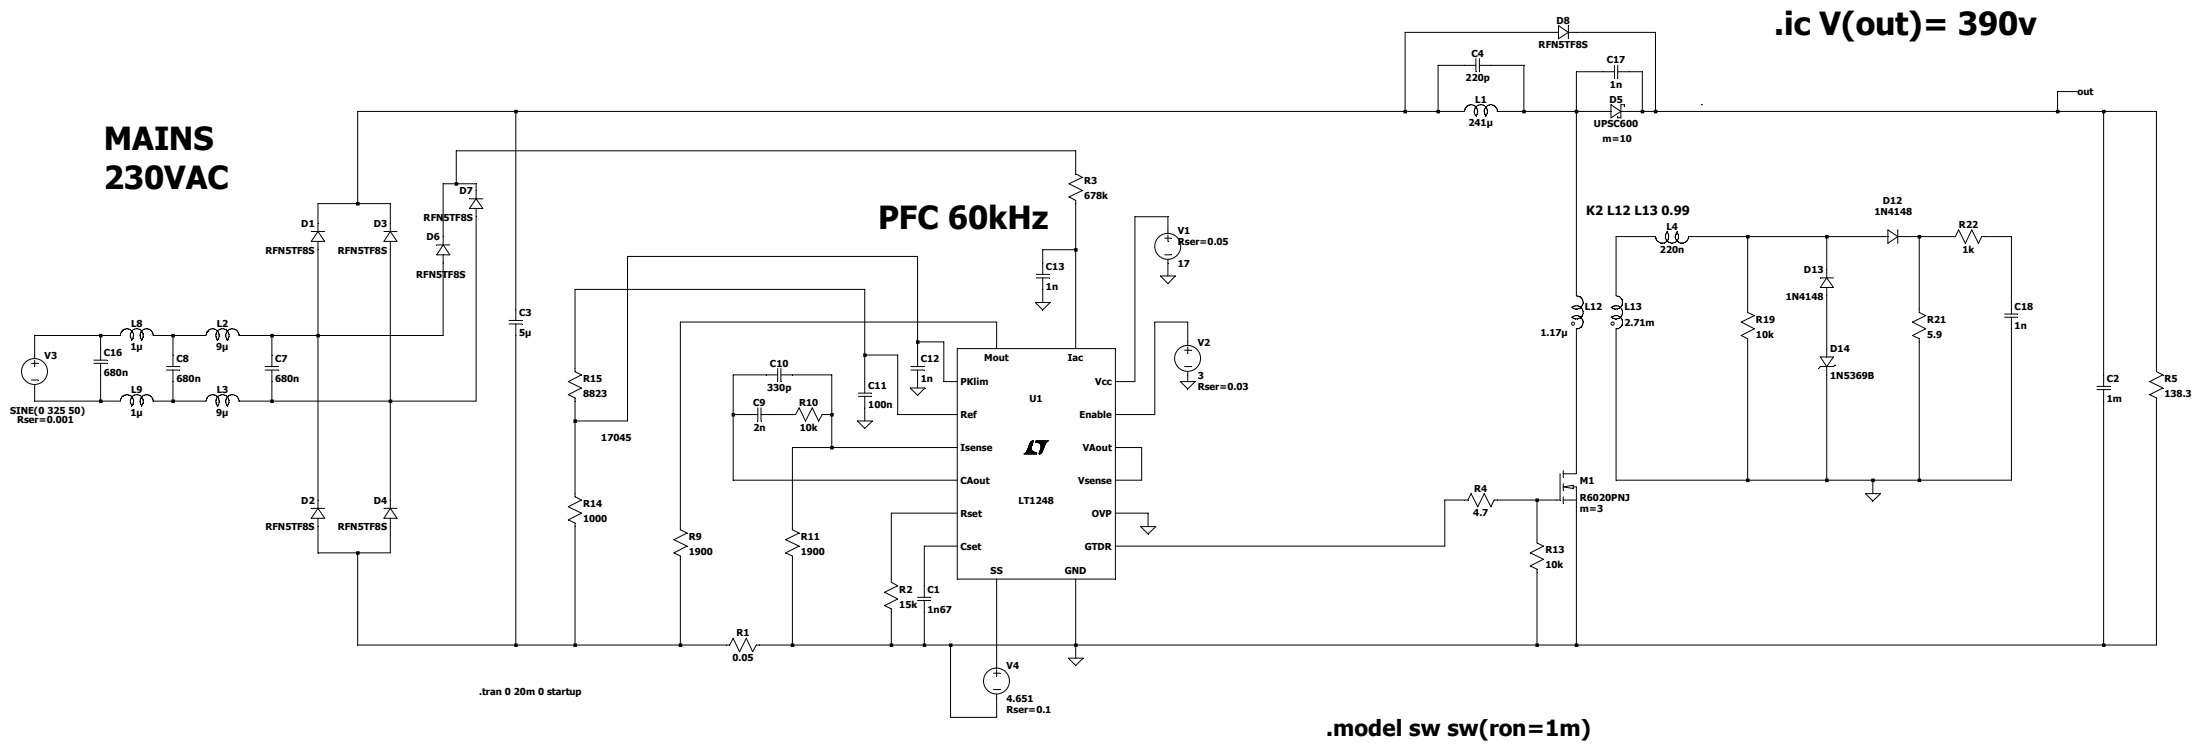 .ic V(out)= 390v
D8
RFN5TF8S
C4
220p
C17
1n
L1
241µ
D5
UPSC600
m=10
out
MAINS
230VAC
D7
RFN5TF8S
R3
678k
D1
RFN5TF8S
D3
RFN5TF8S
D6
RFN5TF8S
PFC 60kHz
V1
Rser=0.05
17
K2 L12 L13 0.99
D12
1N4148
L4
220n
R22
1k
C13
1n
D13
1N4148
L12
1.17µ
L13
2.71m
R19
10k
R21
5.9
C18
1n
C3
5µ
L8
1µ
L2
9µ
V3
SINE(0 325 50)
Rser=0.001
C16
680n
C8
680n
C7
680n
L9
1µ
L3
9µ
V2
3
Rser=0.03
D14
1N5369B
R15
8823
17045
C10
330p
C9
2n
R10
10k
C11
100n
C12
1n
Mout
Iac
PKlim
Vcc
U1
Ref
Enable
Isense
VAout
CAout
Vsense
LT1248
Rset
OVP
Cset
GTDR
SS
GND
C2
1m
R5
138.3
D2
RFN5TF8S
D4
RFN5TF8S
R14
1000
R9
1900
R11
1900
R4
4.7
M1
R6020PNJ
m=3
R13
10k
R2
15k
C1
1n67
R1
0.05
V4
4.651
Rser=0.1
.tran 0 20m 0 startup
.model sw sw(ron=1m)